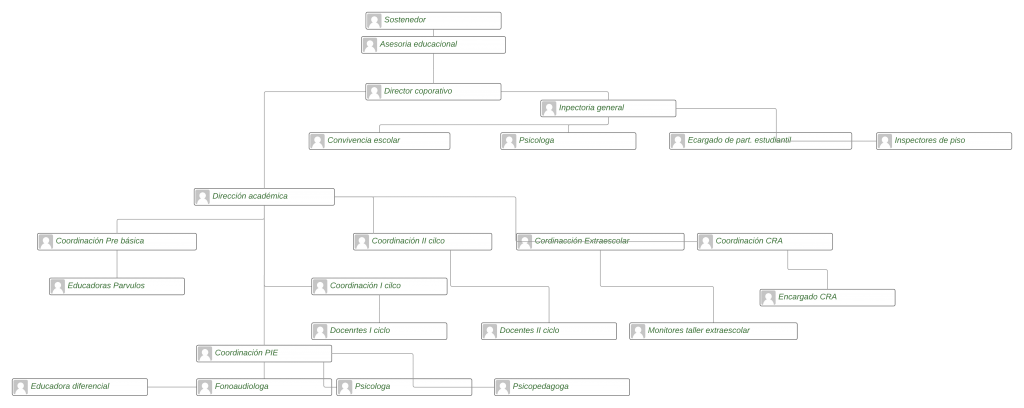 Sostenedor
Asesoria educacional
Director coporativo
Inpectoria general
Convivencia escolar
Psicologa
Ecargado de part. estudiantil
Inspectores de piso
Dirección académica
Coordinación Pre básica
Coordinación II cilco
Cordinacción Extraescolar
Coordinación CRA
Educadoras Parvulos
Coordinación I cilco
Encargado CRA
Docenrtes I ciclo
Docentes II ciclo
Monitores taller extraescolar
Coordinación PIE
Educadora diferencial
Fonoaudiologa
Psicologa
Psicopedagoga